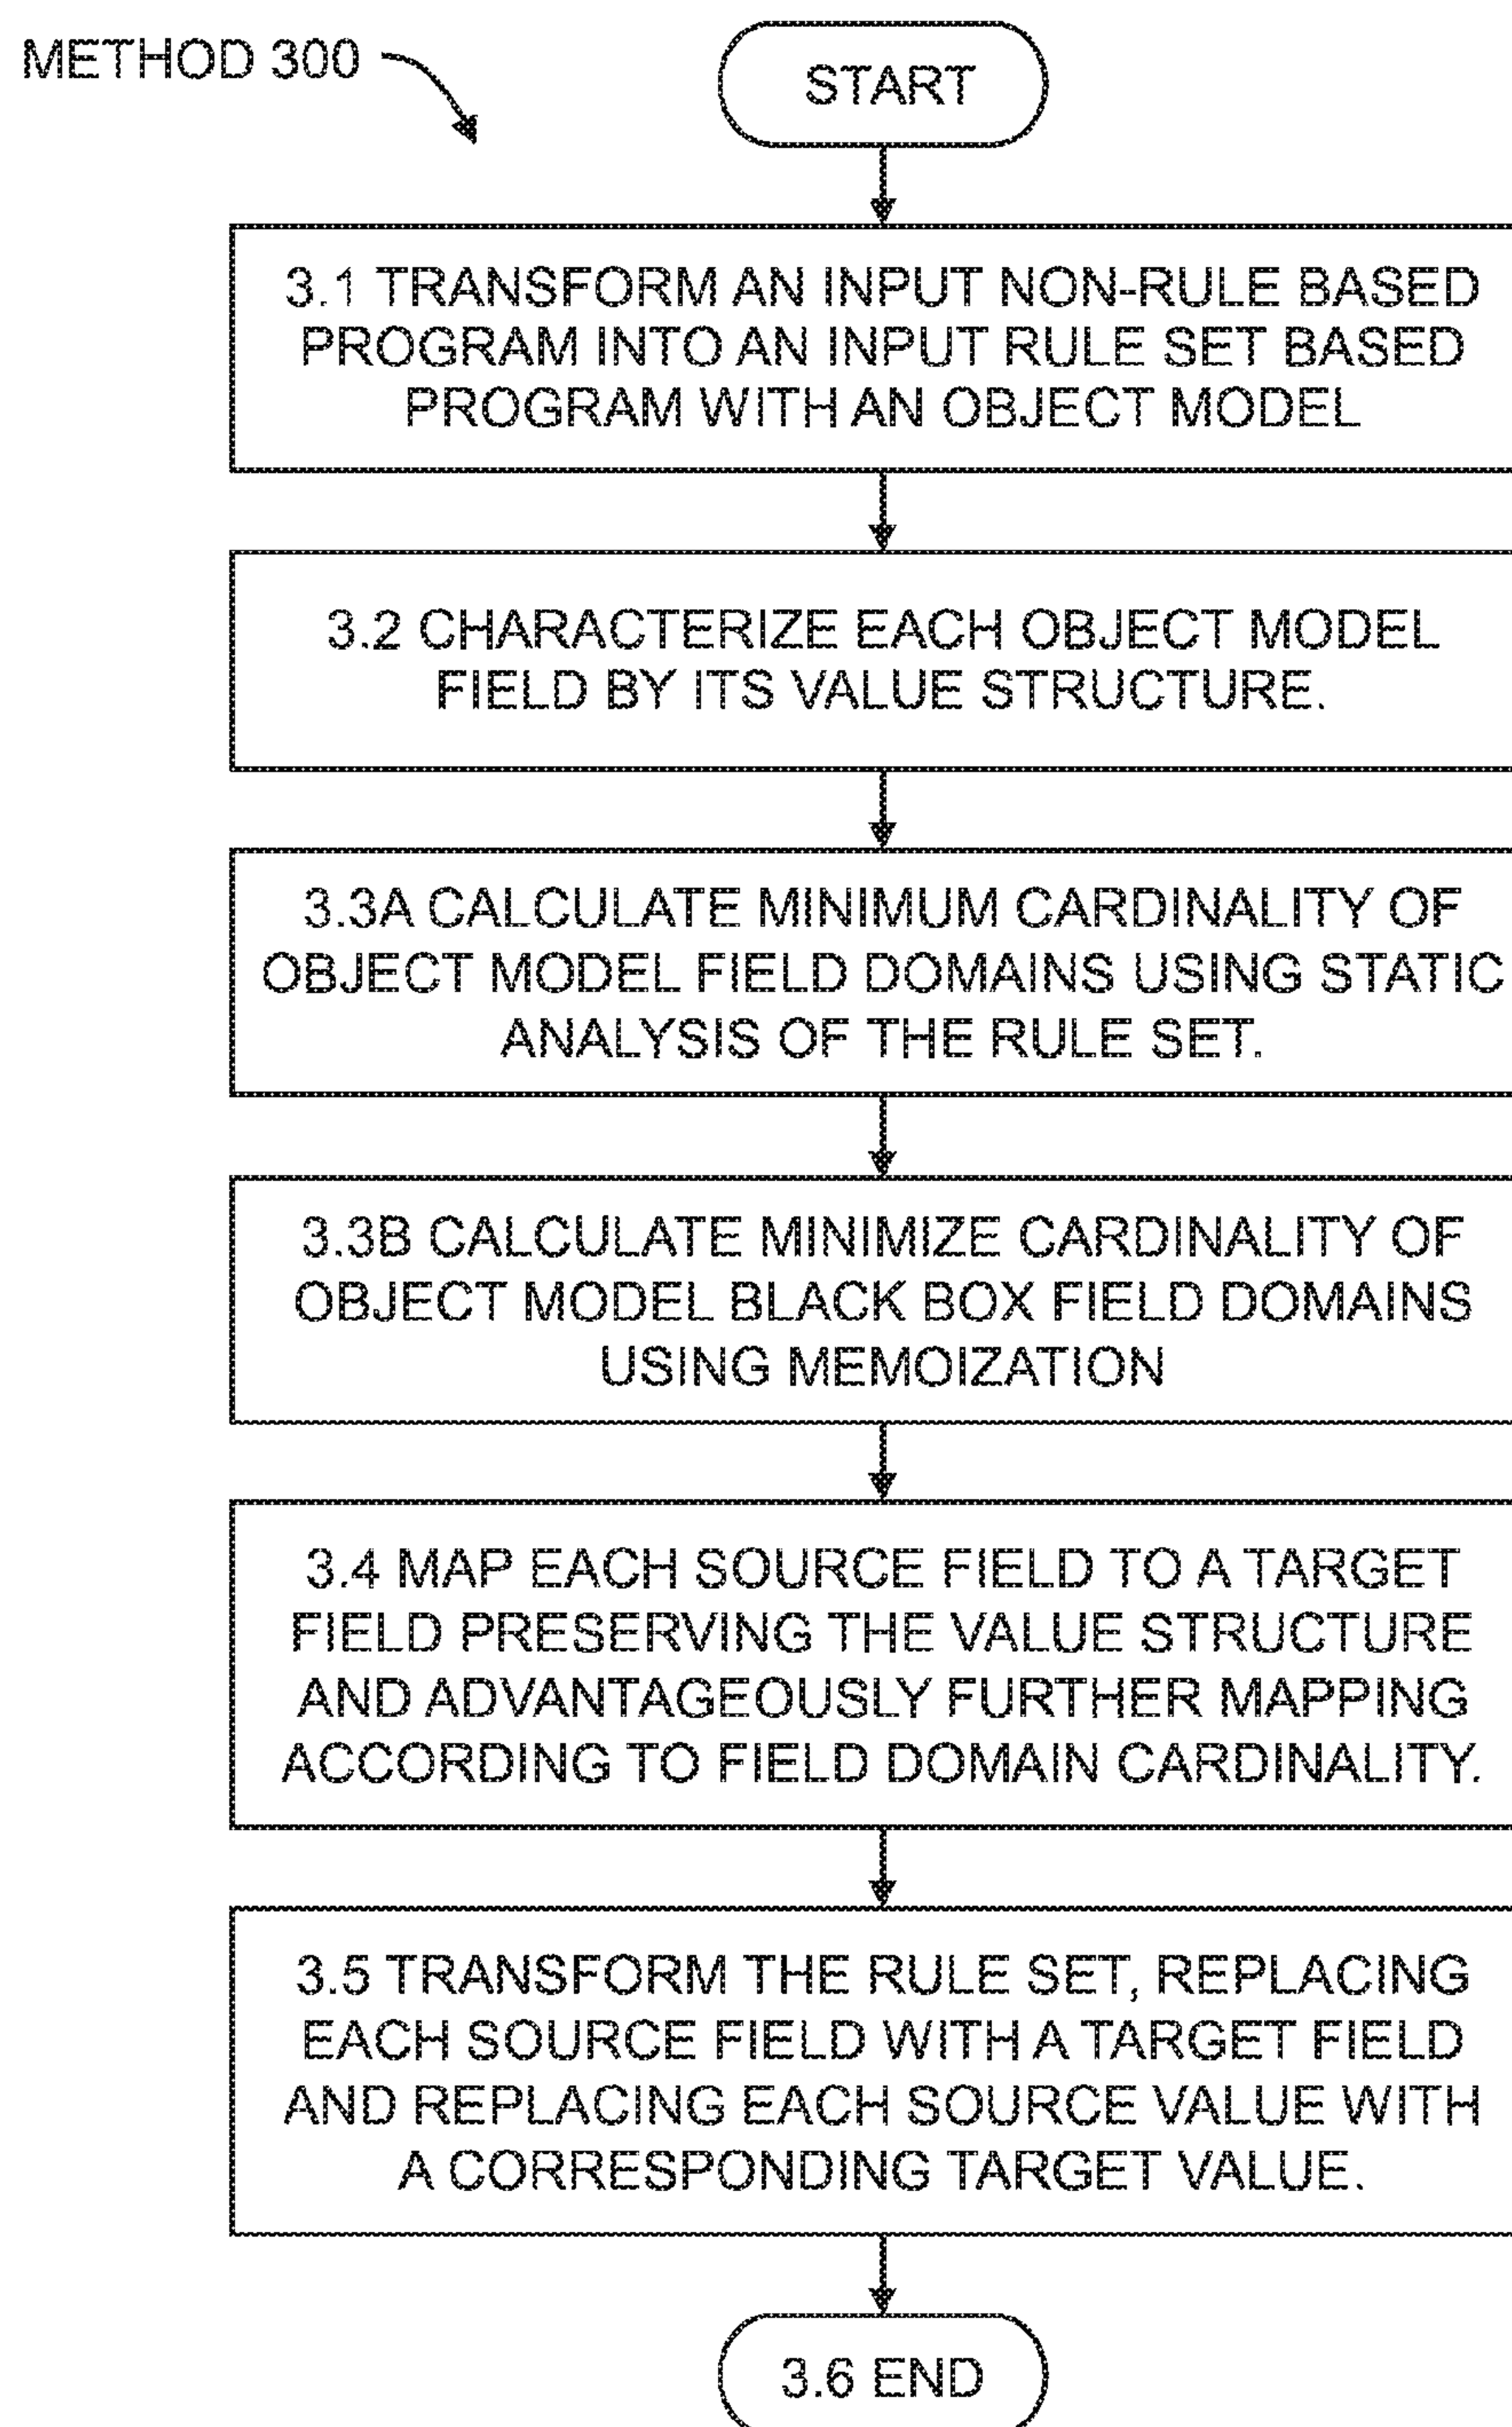 METHOD 300
START
3.1 TRANSFORM AN INPUT NON-RULE BASED
PROGRAM INTO AN INPUT RULE SET BASED
PROGRAM WITH AN OBJECT MODEL
3.2 CHARACTERIZE EACH OBJECT MODEL
FIELD BY ITS VALUE STRUCTURE.
3.3A CALCULATE MINIMUM CARDINALITY OF
OBJECT MODEL FIELD DOMAINS USING STATIC
ANALYSIS OF THE RULE SET.
3.3B CALCULATE MINIMIZE CARDINALITY OF
OBJECT MODEL BLACK BOX FIELD DOMAINS
USING MEMOIZATION
3.4 MAP EACH SOURCE FIELD TO A TARGET
FIELD PRESERVING THE VALUE STRUCTURE
AND ADVANTAGEOUSLY FURTHER MAPPING
ACCORDING TO FIELD DOMAIN CARDINALITY.
3.5 TRANSFORM THE RULE SET, REPLACING
EACH SOURCE FIELD WITH A TARGET FIELD
AND REPLACING EACH SOURCE VALUE WITH
A CORRESPONDING TARGET VALUE.
3.6 END